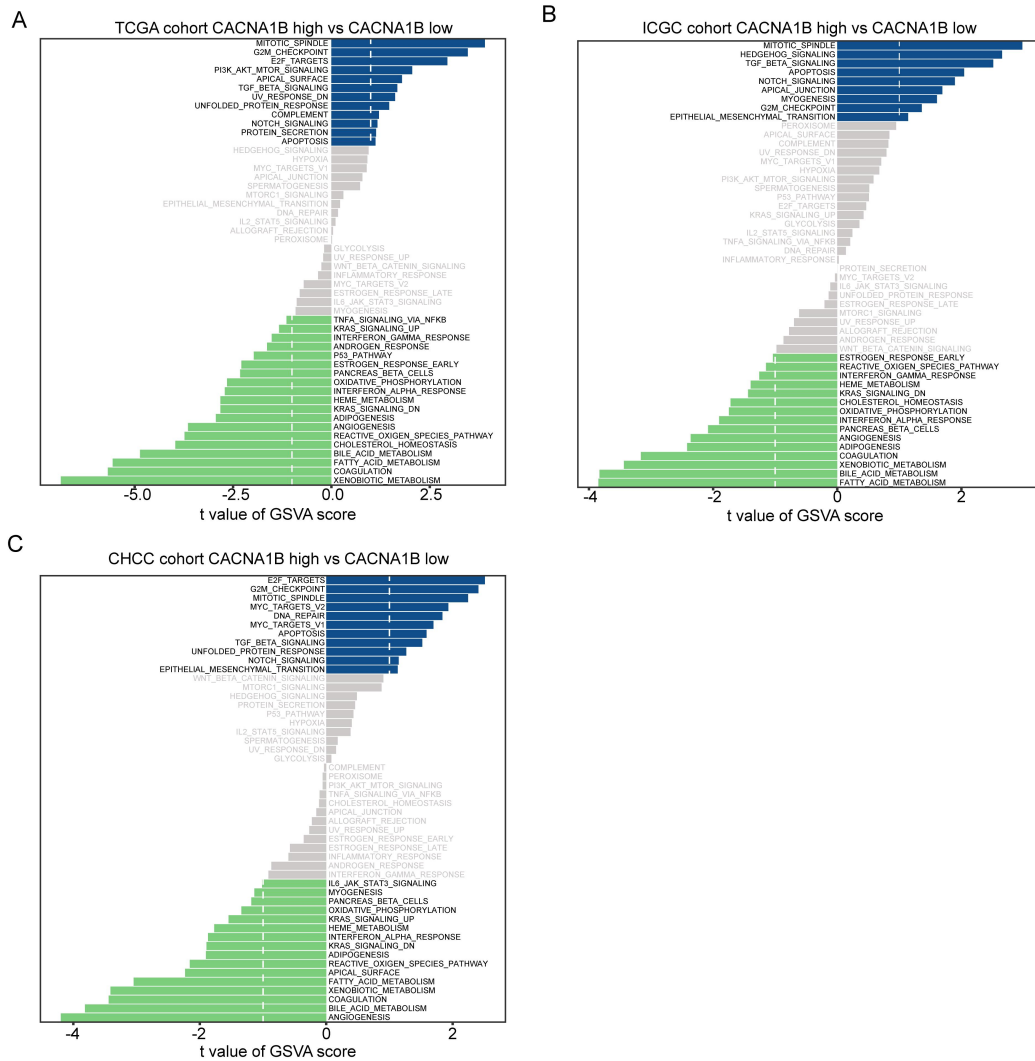 A
TCGA cohort CACNA1B high vs CACNA1B low
MITOTIC_SPINDLE
G2M_CHECKPOINT
E2F_TARGETS
PI3K_AKT_MTOR_SIGNALING
APICAL_SURFACE
TGF_BETA_SIGNALING
UV_RESPONSE_DN
UNFOLDED_PROTEIN_RESPONSE
COMPLEMENT
NOTCH_SIGNALING
PROTEIN_SECRETION
APOPTOSIS
HEDGEHOG_SIGNALING
HYPOXIA
MYC_TARGETS_V1
APICAL_JUNCTION
SPERMATOGENESIS
MTORC1_SIGNALING
EPITHELIAL_MESENCHYMAL_TRANSITION
DNA_REPAIR
IL2_STAT5_SIGNALING
ALLOGRAFT_REJECTION
PEROXISOME
GLYCOLYSIS
UV_RESPONSE_UP
WNT_BETA_CATENIN_SIGNALING
INFLAMMATORY_RESPONSE
MYC_TARGETS_V2
ESTROGEN_RESPONSE_LATE
IL6_JAK_STAT3_SIGNALING
MYOGENESIS
TNFA_SIGNALING_VIA_NFKB
KRAS_SIGNALING_UP
INTERFERON_GAMMA_RESPONSE
ANDROGEN_RESPONSE
P53_PATHWAY
ESTROGEN_RESPONSE_EARLY
PANCREAS_BETA_CELLS
OXIDATIVE_PHOSPHORYLATION
INTERFERON_ALPHA_RESPONSE
HEME_METABOLISM
KRAS_SIGNALING_DN
ADIPOGENESIS
ANGIOGENESIS
REACTIVE_OXIGEN_SPECIES_PATHWAY
CHOLESTEROL_HOMEOSTASIS
BILE_ACID_METABOLISM
FATTY_ACID_METABOLISM
COAGULATION
XENOBIOTIC_METABOLISM
-5.0 -2.5 0.0 2.5
t value of GSVA score
B
ICGC cohort CACNA1B high vs CACNA1B low
MITOTIC_SPINDLE
HEDGEHOG_SIGNALING
TGF_BETA_SIGNALING
APOPTOSIS
NOTCH_SIGNALING
APICAL_JUNCTION
MYOGENESIS
G2M_CHECKPOINT
EPITHELIAL_MESENCHYMAL_TRANSITION
PEROXISOME
APICAL_SURFACE
COMPLEMENT
UV_RESPONSE_DN
MYC_TARGETS_V1
HYPOXIA
PI3K_AKT_MTOR_SIGNALING
SPERMATOGENESIS
P53_PATHWAY
E2F_TARGETS
KRAS_SIGNALING_UP
GLYCOLYSIS
IL2_STAT5_SIGNALING
TNFA_SIGNALING_VIA_NFKB
DNA_REPAIR
INFLAMMATORY_RESPONSE
PROTEIN_SECRETION
MYC_TARGETS_V2
IL6_JAK_STAT3_SIGNALING
UNFOLDED_PROTEIN_RESPONSE
ESTROGEN_RESPONSE_LATE
MTORC1_SIGNALING
UV_RESPONSE_UP
ALLOGRAFT_REJECTION
ANDROGEN_RESPONSE
WNT_BETA_CATENIN_SIGNALING
ESTROGEN_RESPONSE_EARLY
REACTIVE_OXIGEN_SPECIES_PATHWAY
INTERFERON_GAMMA_RESPONSE
HEME_METABOLISM
KRAS_SIGNALING_DN
CHOLESTEROL_HOMEOSTASIS
OXIDATIVE_PHOSPHORYLATION
INTERFERON_ALPHA_RESPONSE
PANCREAS_BETA_CELLS
ANGIOGENESIS
ADIPOGENESIS
COAGULATION
XENOBIOTIC_METABOLISM
BILE_ACID_METABOLISM
FATTY_ACID_METABOLISM
-4 -2 0 2
t value of GSVA score
C
CHCC cohort CACNA1B high vs CACNA1B low
E2F_TARGETS
G2M_CHECKPOINT
MITOTIC_SPINDLE
MYC_TARGETS_V2
DNA_REPAIR
MYC_TARGETS_V1
APOPTOSIS
TGF_BETA_SIGNALING
UNFOLDED_PROTEIN_RESPONSE
NOTCH_SIGNALING
EPITHELIAL_MESENCHYMAL_TRANSITION
WNT_BETA_CATENIN_SIGNALING
MTORC1_SIGNALING
HEDGEHOG_SIGNALING
PROTEIN_SECRETION
P53_PATHWAY
HYPOXIA
IL2_STAT5_SIGNALING
SPERMATOGENESIS
UV_RESPONSE_DN
GLYCOLYSIS
COMPLEMENT
PEROXISOME
PI3K_AKT_MTOR_SIGNALING
TNFA_SIGNALING_VIA_NFKB
CHOLESTEROL_HOMEOSTASIS
APICAL_JUNCTION
ALLOGRAFT_REJECTION
UV_RESPONSE_UP
ESTROGEN_RESPONSE_EARLY
ESTROGEN_RESPONSE_LATE
INFLAMMATORY_RESPONSE
ANDROGEN_RESPONSE
INTERFERON_GAMMA_RESPONSE
IL6_JAK_STAT3_SIGNALING
MYOGENESIS
PANCREAS_BETA_CELLS
OXIDATIVE_PHOSPHORYLATION
KRAS_SIGNALING_UP
HEME_METABOLISM
INTERFERON_ALPHA_RESPONSE
KRAS_SIGNALING_DN
ADIPOGENESIS
REACTIVE_OXIGEN_SPECIES_PATHWAY
APICAL_SURFACE
FATTY_ACID_METABOLISM
XENOBIOTIC_METABOLISM
COAGULATION
BILE_ACID_METABOLISM
ANGIOGENESIS
-4 -2 0 2
t value of GSVA score